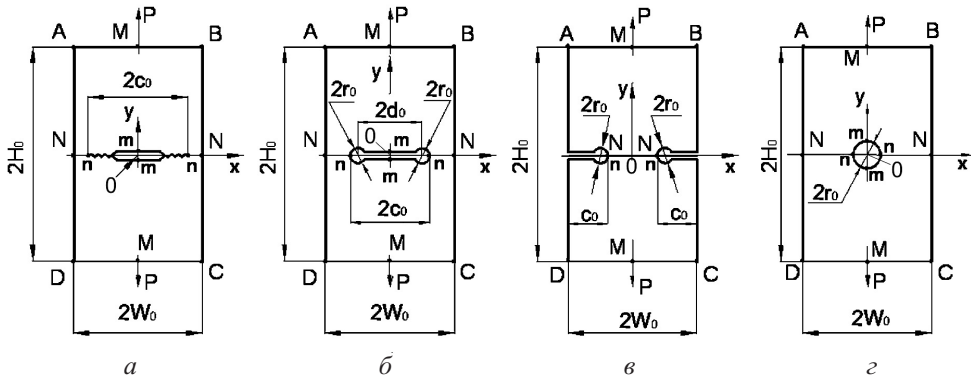 A M P B
2c₀
y
N m N
n m n x
0
2H₀
M
D P C
2W₀
а
A M P B
y
2r₀ 2d₀ 2r₀
N 0 m N
n m n x
2c₀
2H₀
M
D P C
2W₀
б
A M P B
y
2r₀ 2r₀
N N
n 0 n x
c₀ c₀
2H₀
M
D P C
2W₀
в
A M P B
y
N m n N
n m 0 x
2r₀
2H₀
M
D P C
2W₀
г